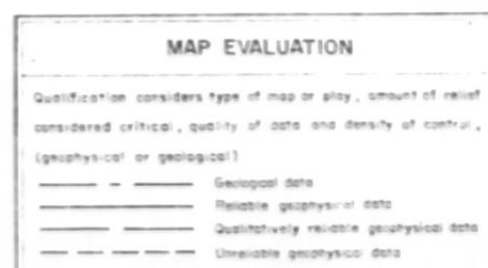 MAP EVALUATION
Qualification considers type of map or play, amount of relief
considered critical, quality of data and density of control,
(geophysical or geological)
Geological data
Reliable geophysical data
Qualitatively reliable geophysical data
Unreliable geophysical data